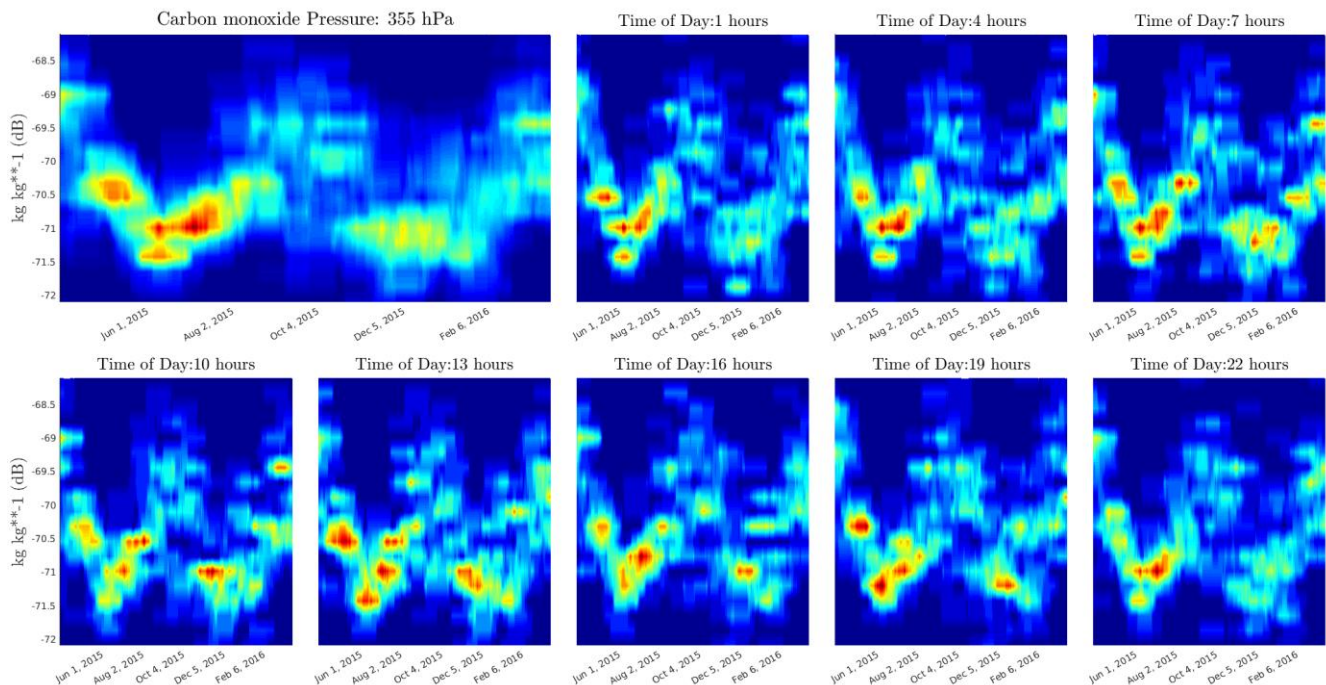 Carbon monoxide Pressure: 355 hPa
Time of Day:1 hours
Time of Day:4 hours
Time of Day:7 hours
kg kg**-1 (dB)
-68.5
-69
-69.5
-70
-70.5
-71
-71.5
-72
Jun 1, 2015
Aug 2, 2015
Oct 4, 2015
Dec 5, 2015
Feb 6, 2016
Jun 1, 2015
Aug 2, 2015
Oct 4, 2015
Dec 5, 2015
Feb 6, 2016
Jun 1, 2015
Aug 2, 2015
Oct 4, 2015
Dec 5, 2015
Feb 6, 2016
Jun 1, 2015
Aug 2, 2015
Oct 4, 2015
Dec 5, 2015
Feb 6, 2016
Time of Day:10 hours
Time of Day:13 hours
Time of Day:16 hours
Time of Day:19 hours
Time of Day:22 hours
kg kg**-1 (dB)
-68.5
-69
-69.5
-70
-70.5
-71
-71.5
-72
Jun 1, 2015
Aug 2, 2015
Oct 4, 2015
Dec 5, 2015
Feb 6, 2016
Jun 1, 2015
Aug 2, 2015
Oct 4, 2015
Dec 5, 2015
Feb 6, 2016
Jun 1, 2015
Aug 2, 2015
Oct 4, 2015
Dec 5, 2015
Feb 6, 2016
Jun 1, 2015
Aug 2, 2015
Oct 4, 2015
Dec 5, 2015
Feb 6, 2016
Jun 1, 2015
Aug 2, 2015
Oct 4, 2015
Dec 5, 2015
Feb 6, 2016